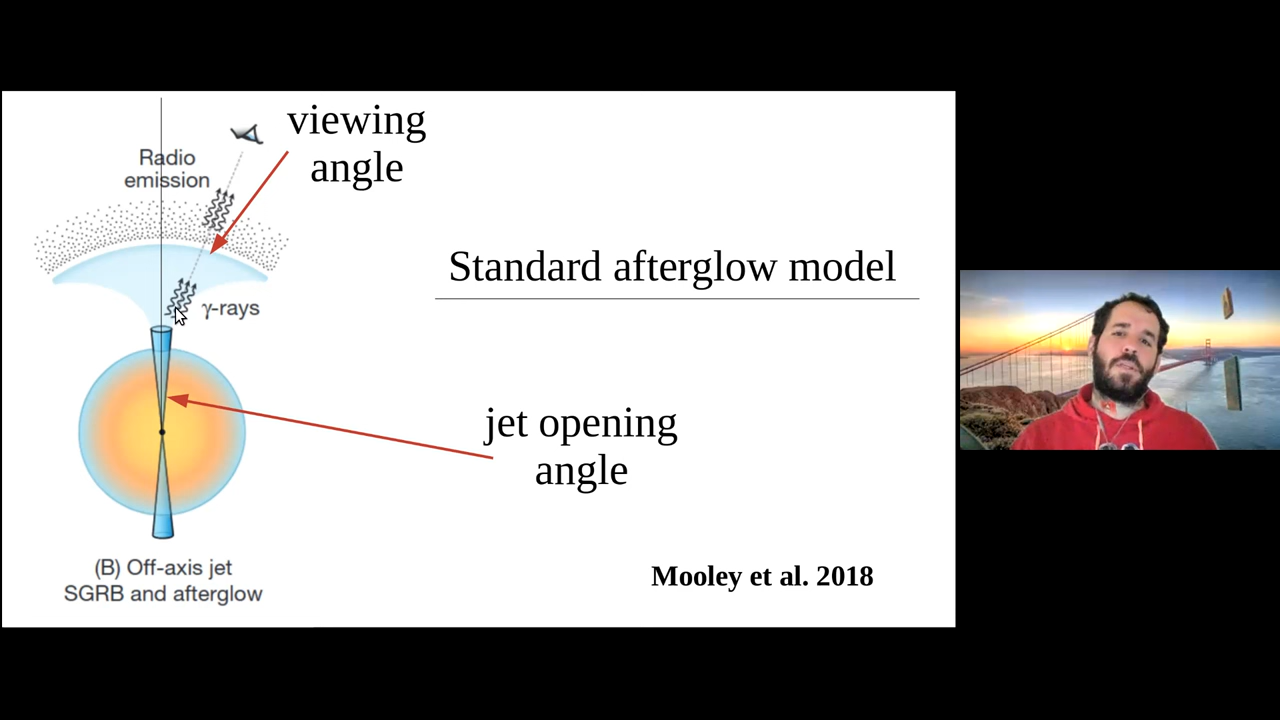 viewing
angle
Radio
emission
Standard afterglow model
γ-rays
jet opening
angle
(B) Off-axis jet
SGRB and afterglow
Mooley et al. 2018